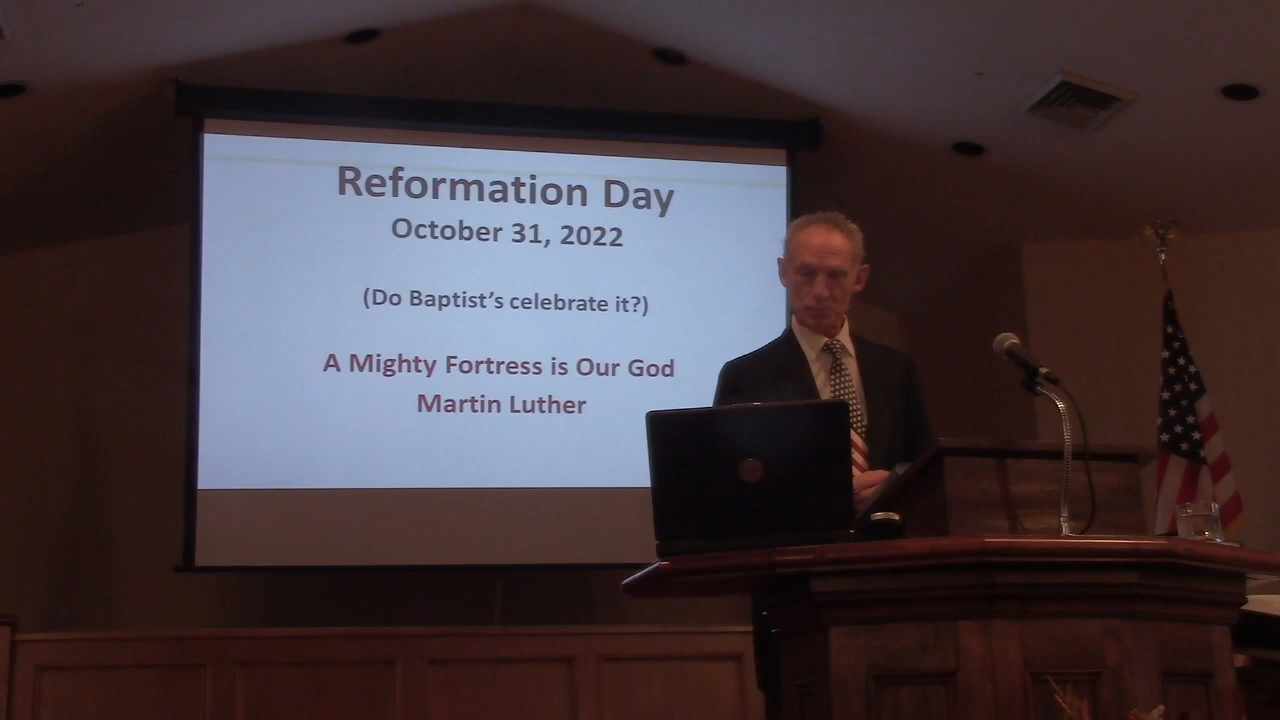 Reformation Day
October 31, 2022
(Do Baptist's celebrate it?)
A Mighty Fortress is Our God
Martin Luther